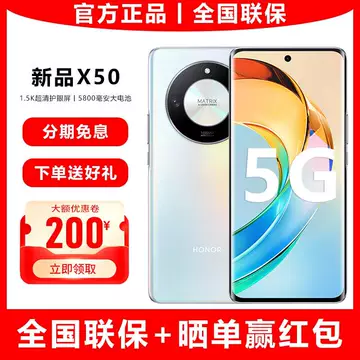 官方正品 | 全国联保
新品X50
1.5K超清护眼屏 | 5800毫安大电池
分期免息
下单送好礼
大额优惠卷
200¥
立即领取
MATRIX
HONOR
5G
全国联保+晒单赢红包